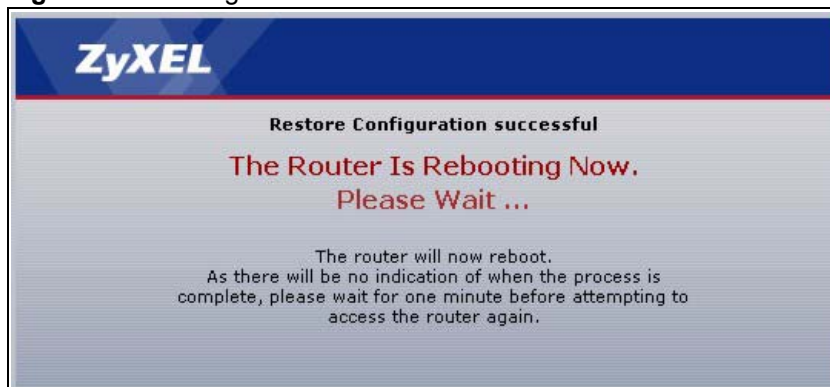 ZyXEL
Restore Configuration successful
The Router Is Rebooting Now.
Please Wait ...
The router will now reboot.
As there will be no indication of when the process is
complete, please wait for one minute before attempting to
access the router again.